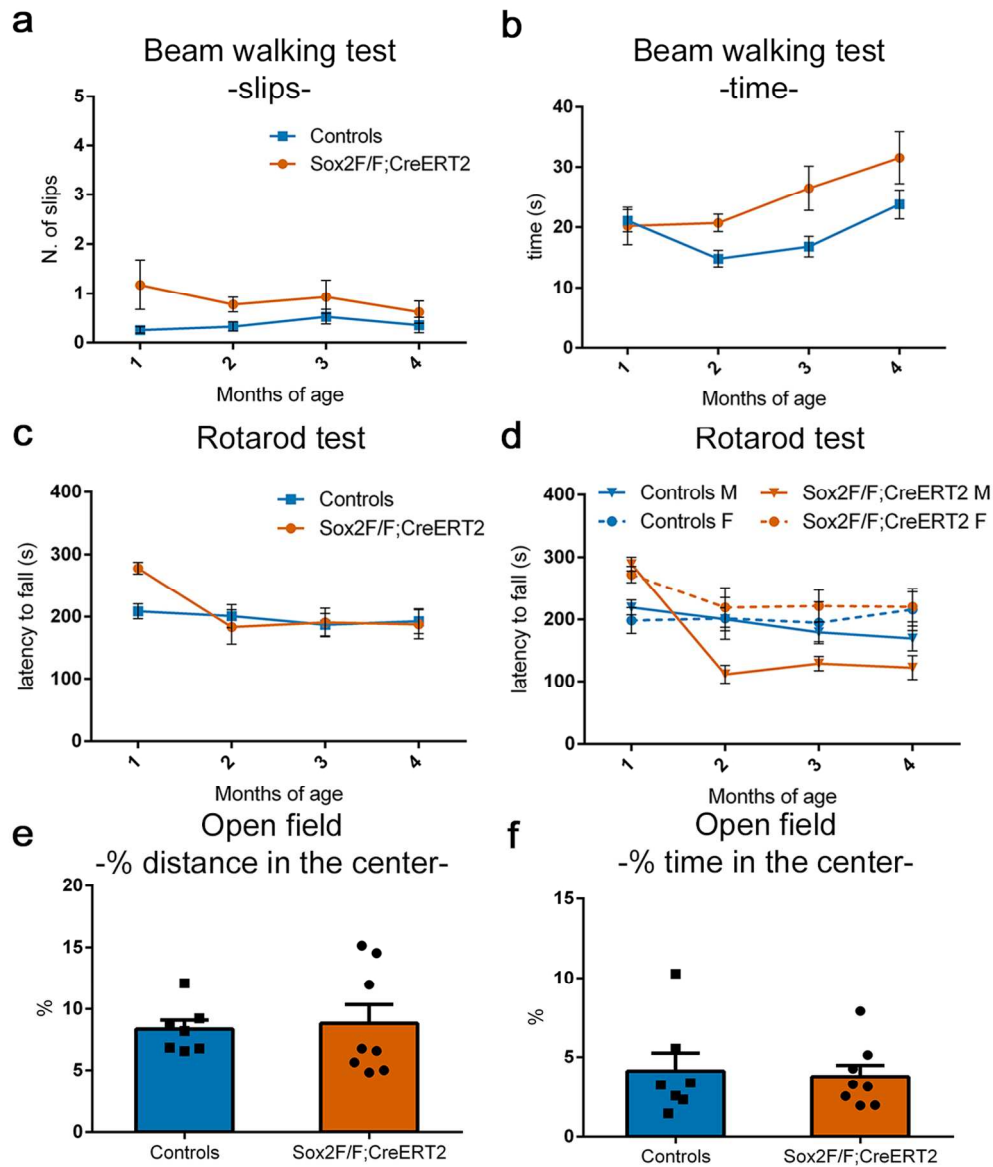 a
Beam walking test
-slips-
5
4
3
2
1
0
N. of slips
Controls
Sox2F/F;CreERT2
1 2 3 4
Months of age
b
Beam walking test
-time-
40
30
20
10
0
time (s)
1 2 3 4
Months of age
c
Rotarod test
400
300
200
100
0
latency to fall (s)
Controls
Sox2F/F;CreERT2
1 2 3 4
Months of age
d
Rotarod test
400
300
200
100
0
latency to fall (s)
Controls M
Controls F
Sox2F/F;CreERT2 M
Sox2F/F;CreERT2 F
1 2 3 4
Months of age
e
Open field
-% distance in the center-
20
15
10
5
0
%
Controls
Sox2F/F;CreERT2
f
Open field
-% time in the center-
15
10
5
0
%
Controls
Sox2F/F;CreERT2